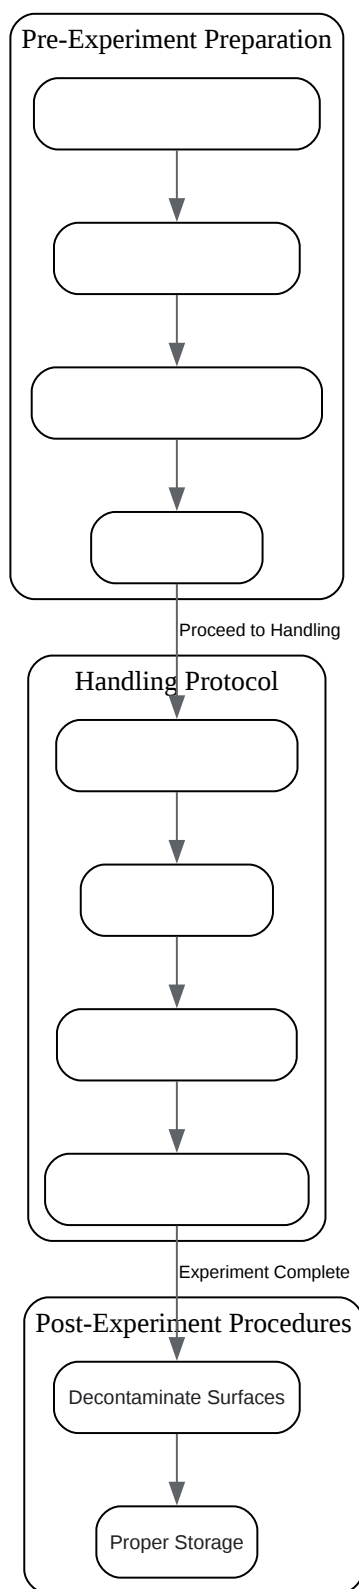 Pre-Experiment Preparation
Proceed to Handling
Handling Protocol
Experiment Complete
Post-Experiment Procedures
Decontaminate Surfaces
Proper Storage